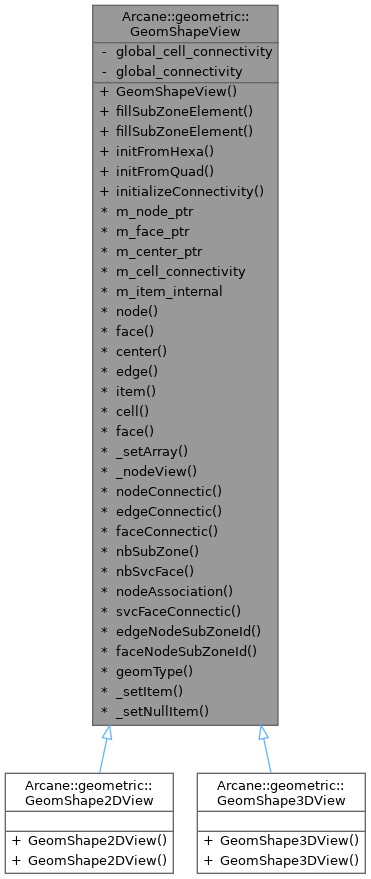 Arcane::geometric::
GeomShapeView
- global_cell_connectivity
- global_connectivity
+ GeomShapeView()
+ fillSubZoneElement()
+ fillSubZoneElement()
+ initFromHexa()
+ initFromQuad()
+ initializeConnectivity()
* m_node_ptr
* m_face_ptr
* m_center_ptr
* m_cell_connectivity
* m_item_internal
* node()
* face()
* center()
* edge()
* item()
* cell()
* face()
* _setArray()
* _nodeView()
* nodeConnectic()
* edgeConnectic()
* faceConnectic()
* nbSubZone()
* nbSvcFace()
* nodeAssociation()
* svcFaceConnectic()
* edgeNodeSubZoneId()
* faceNodeSubZoneId()
* geomType()
* _setItem()
* _setNullItem()
Arcane::geometric::
GeomShape2DView
+ GeomShape2DView()
+ GeomShape2DView()
Arcane::geometric::
GeomShape3DView
+ GeomShape3DView()
+ GeomShape3DView()